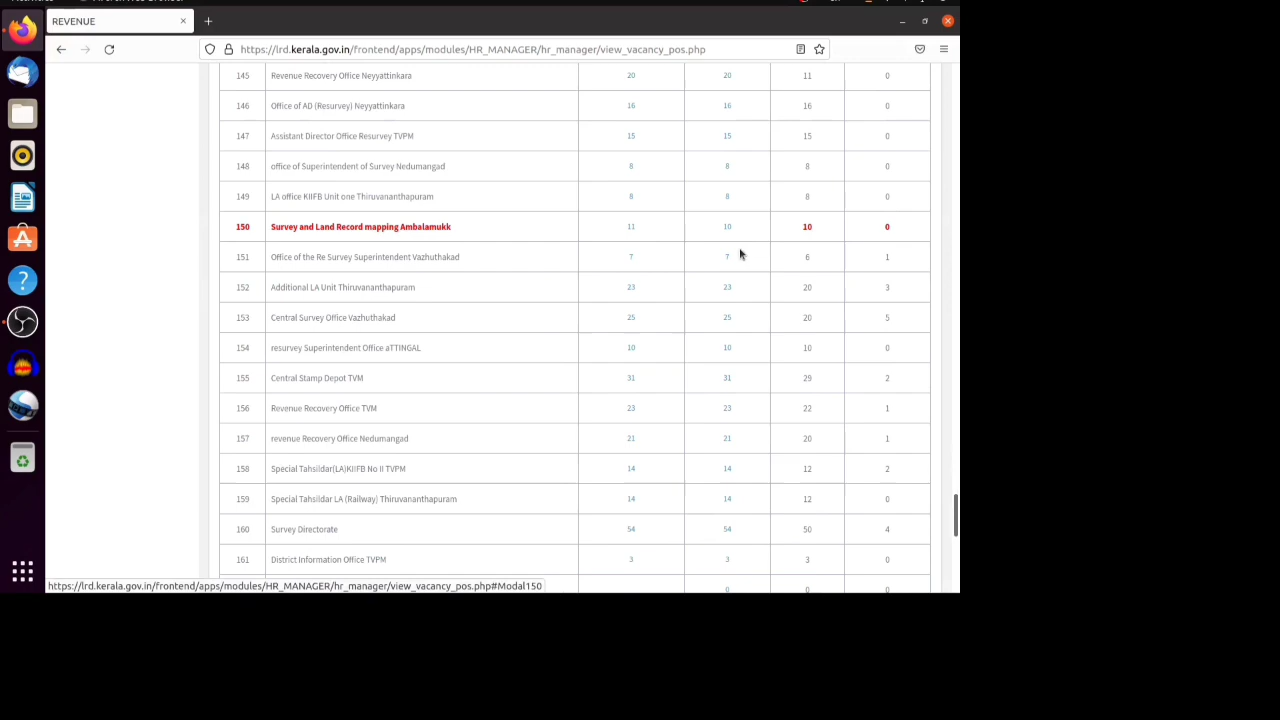 REVENUE
https://lrd.kerala.gov.in/frontend/apps/modules/HR_MANAGER/hr_manager/view_vacancy_pos.php
145 Revenue Recovery Office Neyyattinkara 20 20 11 0
146 Office of AD (Resurvey) Neyyattinkara 16 16 16 0
147 Assistant Director Office Resurvey TVPM 15 15 15 0
148 office of Superintendent of Survey Nedumangad 8 8 8 0
149 LA office KIIFB Unit one Thiruvananthapuram 8 8 8 0
150 Survey and Land Record mapping Ambalamukk 11 10 10 0
151 Office of the Re Survey Superintendent Vazhuthakad 7 7 6 1
152 Additional LA Unit Thiruvananthapuram 23 23 20 3
153 Central Survey Office Vazhuthakad 25 25 20 5
154 resurvey Superintendent Office aTTINGAL 10 10 10 0
155 Central Stamp Depot TVM 31 31 29 2
156 Revenue Recovery Office TVM 23 23 22 1
157 revenue Recovery Office Nedumangad 21 21 20 1
158 Special Tahsildar(LA)KIIFB No II TVPM 14 14 12 2
159 Special Tahsildar LA (Railway) Thiruvananthapuram 14 14 12 0
160 Survey Directorate 54 54 50 4
161 District Information Office TVPM 3 3 3 0
0 0 0
https://lrd.kerala.gov.in/frontend/apps/modules/HR_MANAGER/hr_manager/view_vacancy_pos.php#Modal150